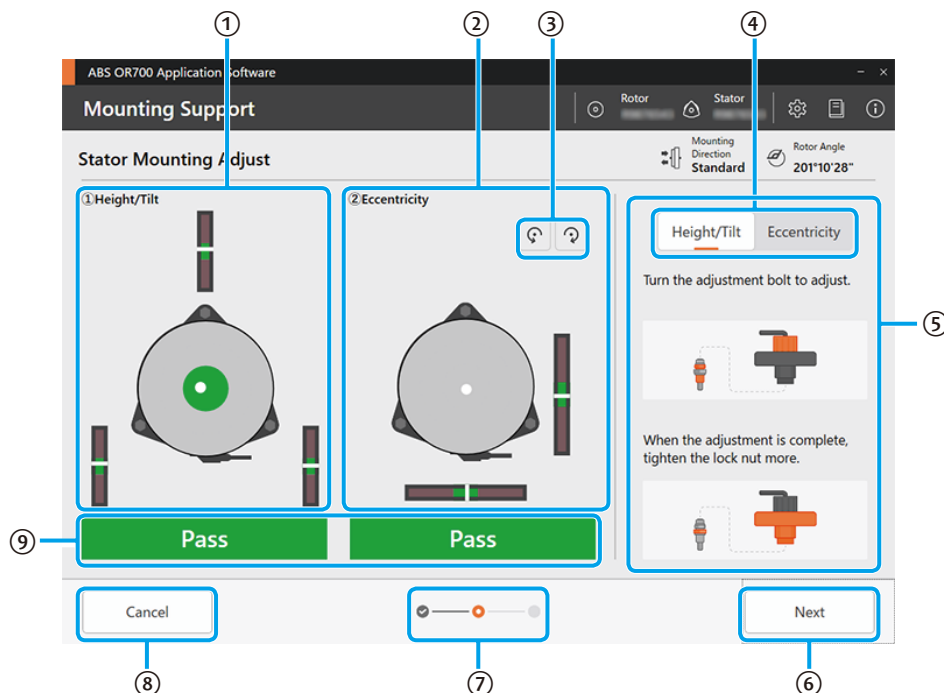 ① ② ③ ④
ABS OR700 Application Software
Mounting Support
Rotor
Stator
Stator Mounting Adjust
Mounting
Direction
Standard
Rotor Angle
201°10'28"
①Height/Tilt
②Eccentricity
Height/Tilt Eccentricity
Turn the adjustment bolt to adjust.
⑤
When the adjustment is complete,
tighten the lock nut more.
⑨
Pass Pass
Cancel
Next
⑧ ⑦ ⑥